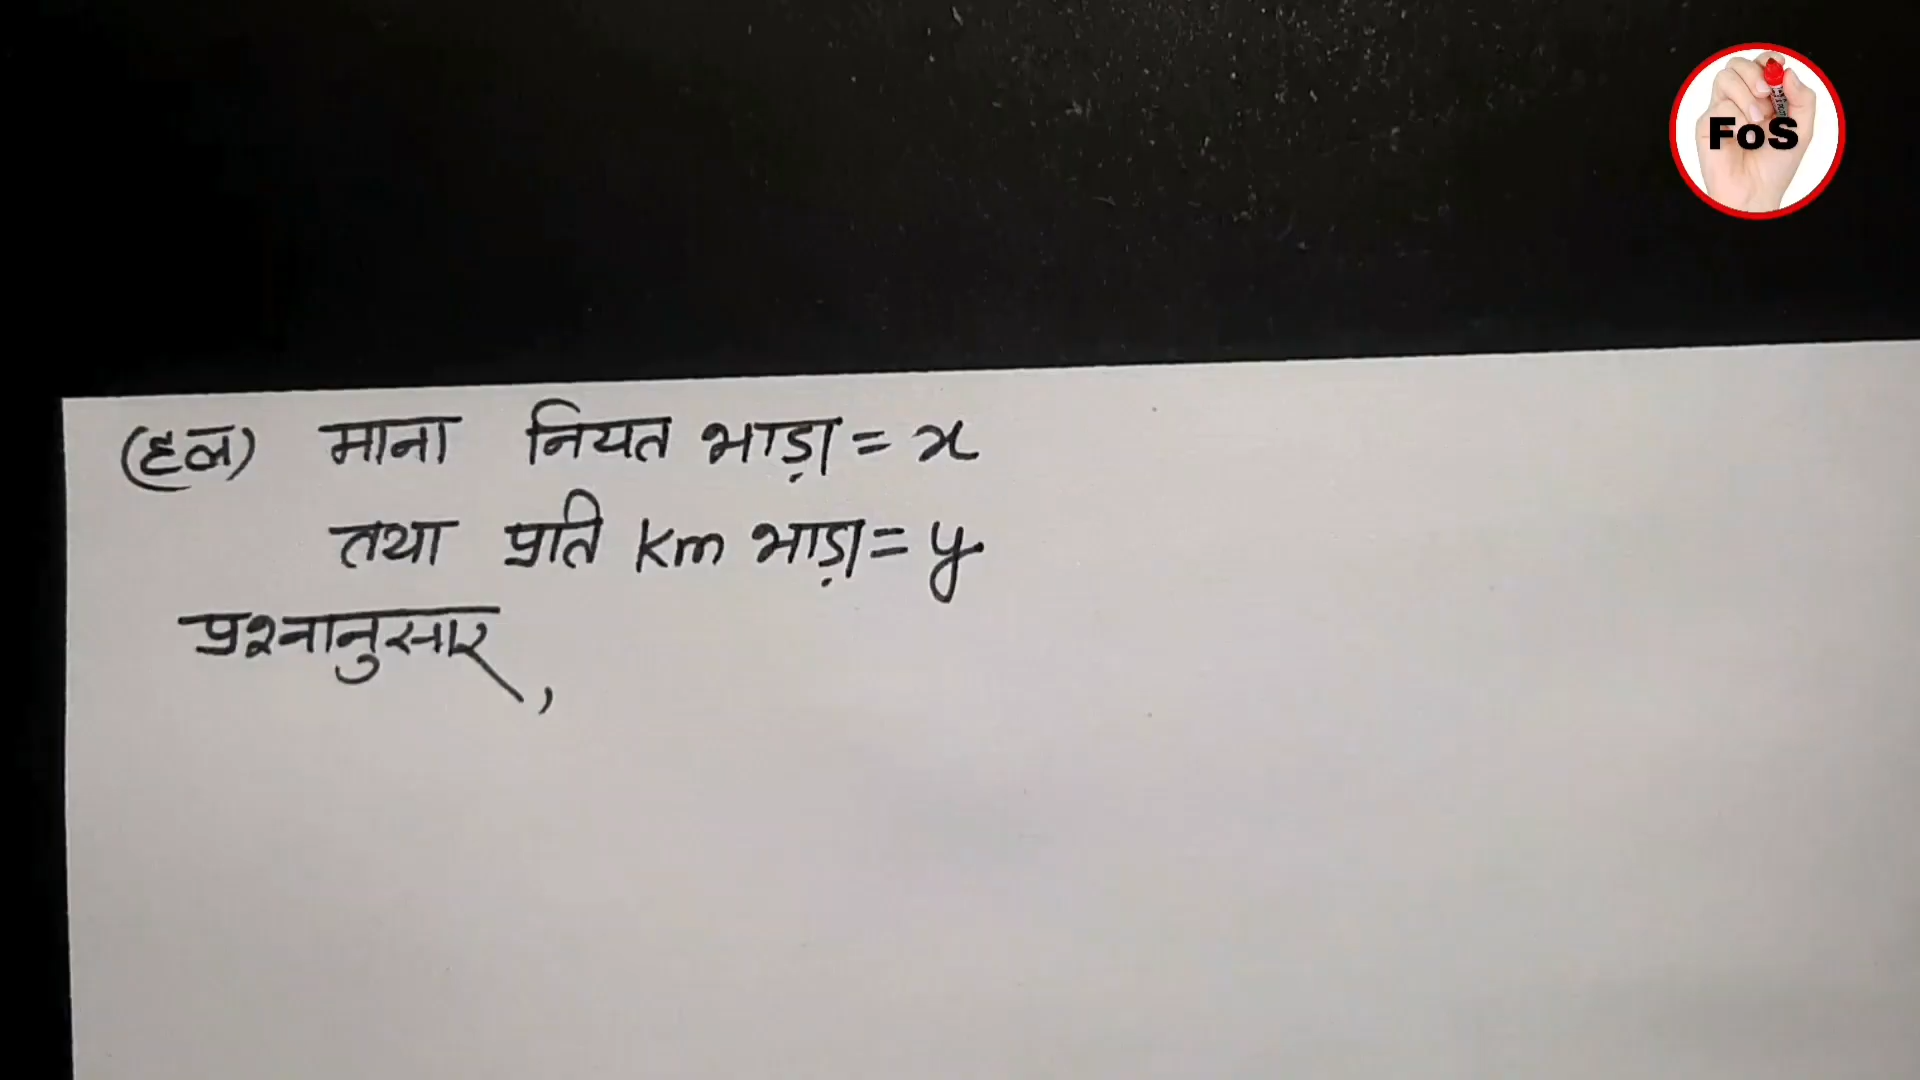 FoS
(हल) माना नियत भाड़ा = x
तथा प्रति km भाड़ा = y
प्रश्नानुसार,